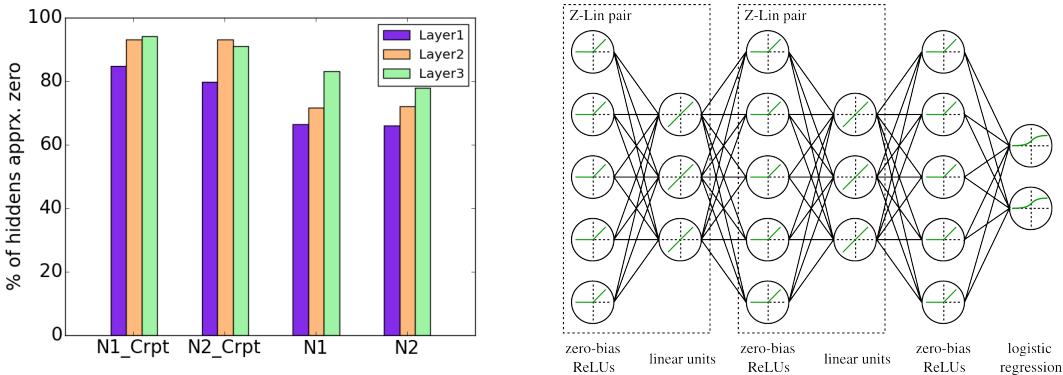 % of hiddens apprx. zero
100
80
60
40
20
0
Layer1
Layer2
Layer3
N1_Crpt
N2_Crpt
N1
N2
Z-Lin pair
Z-Lin pair
zero-bias
ReLUs
linear units
zero-bias
ReLUs
linear units
zero-bias
ReLUs
logistic
regression